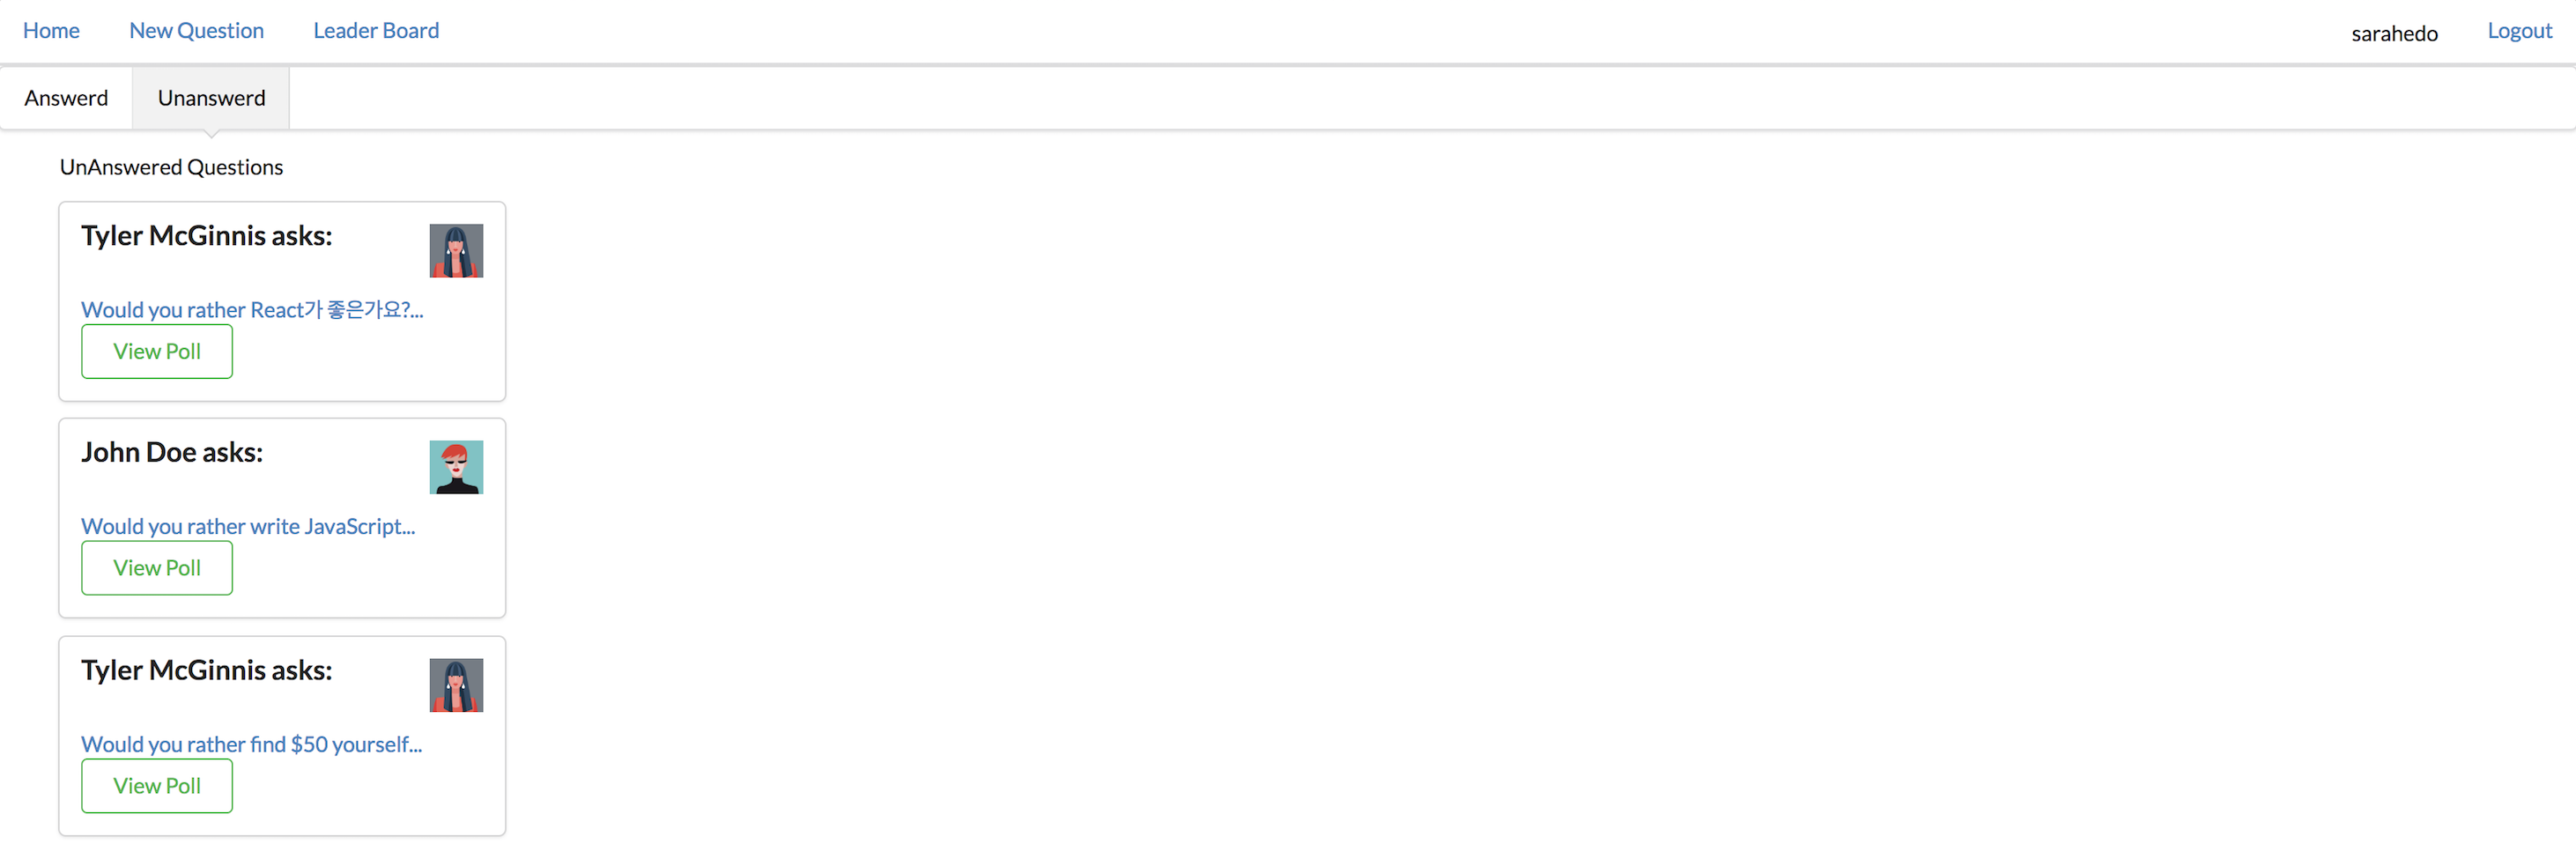 Home New Question Leader Board sarahedo Logout
Answerd Unanswerd
UnAnswered Questions
Tyler McGinnis asks:
Would you rather React가 좋은가요?...
View Poll
John Doe asks:
Would you rather write JavaScript...
View Poll
Tyler McGinnis asks:
Would you rather find $50 yourself...
View Poll